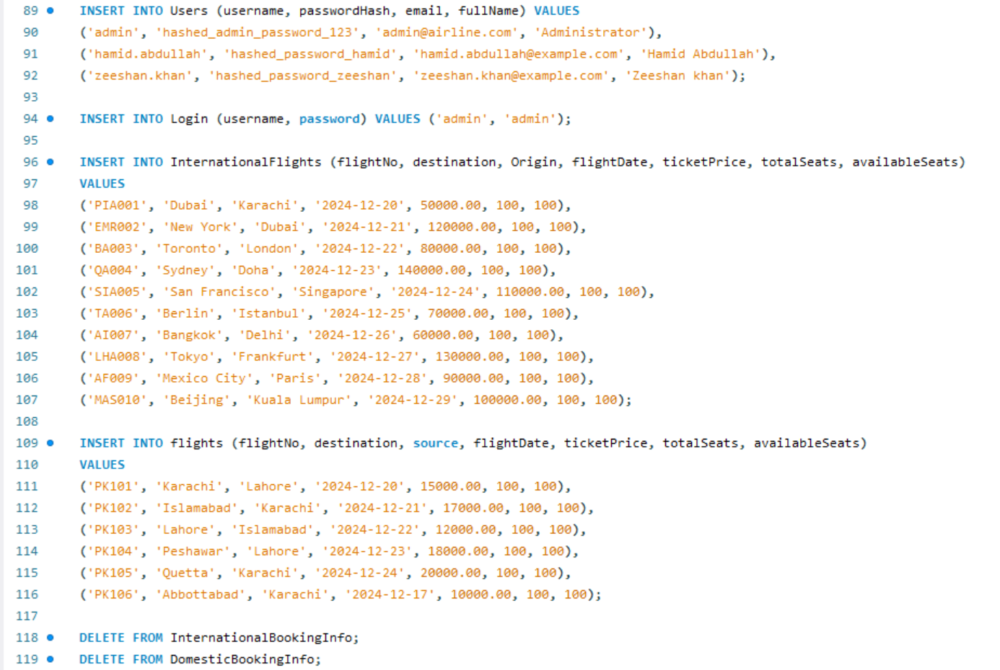 89 INSERT INTO Users (username, passwordHash, email, fullName) VALUES
90 ('admin', 'hashed_admin_password_123', 'admin@airline.com', 'Administrator'),
91 ('hamid.abdullah', 'hashed_password_hamid', 'hamid.abdullah@example.com', 'Hamid Abdullah'),
92 ('zeeshan.khan', 'hashed_password_zeeshan', 'zeeshan.khan@example.com', 'Zeeshan khan');
93
94 INSERT INTO Login (username, password) VALUES ('admin', 'admin');
95
96 INSERT INTO InternationalFlights (flightNo, destination, Origin, flightDate, ticketPrice, totalSeats, availableSeats)
97 VALUES
98 ('PIA001', 'Dubai', 'Karachi', '2024-12-20', 50000.00, 100, 100),
99 ('EMR002', 'New York', 'Dubai', '2024-12-21', 120000.00, 100, 100),
100 ('BA003', 'Toronto', 'London', '2024-12-22', 80000.00, 100, 100),
101 ('QA004', 'Sydney', 'Doha', '2024-12-23', 140000.00, 100, 100),
102 ('SIA005', 'San Francisco', 'Singapore', '2024-12-24', 110000.00, 100, 100),
103 ('TA006', 'Berlin', 'Istanbul', '2024-12-25', 70000.00, 100, 100),
104 ('AI007', 'Bangkok', 'Delhi', '2024-12-26', 60000.00, 100, 100),
105 ('LHA008', 'Tokyo', 'Frankfurt', '2024-12-27', 130000.00, 100, 100),
106 ('AF009', 'Mexico City', 'Paris', '2024-12-28', 90000.00, 100, 100),
107 ('MAS010', 'Beijing', 'Kuala Lumpur', '2024-12-29', 100000.00, 100, 100);
108
109 INSERT INTO flights (flightNo, destination, source, flightDate, ticketPrice, totalSeats, availableSeats)
110 VALUES
111 ('PK101', 'Karachi', 'Lahore', '2024-12-20', 15000.00, 100, 100),
112 ('PK102', 'Islamabad', 'Karachi', '2024-12-21', 17000.00, 100, 100),
113 ('PK103', 'Lahore', 'Islamabad', '2024-12-22', 12000.00, 100, 100),
114 ('PK104', 'Peshawar', 'Lahore', '2024-12-23', 18000.00, 100, 100),
115 ('PK105', 'Quetta', 'Karachi', '2024-12-24', 20000.00, 100, 100),
116 ('PK106', 'Abbottabad', 'Karachi', '2024-12-17', 10000.00, 100, 100);
117
118 DELETE FROM InternationalBookingInfo;
119 DELETE FROM DomesticBookingInfo;